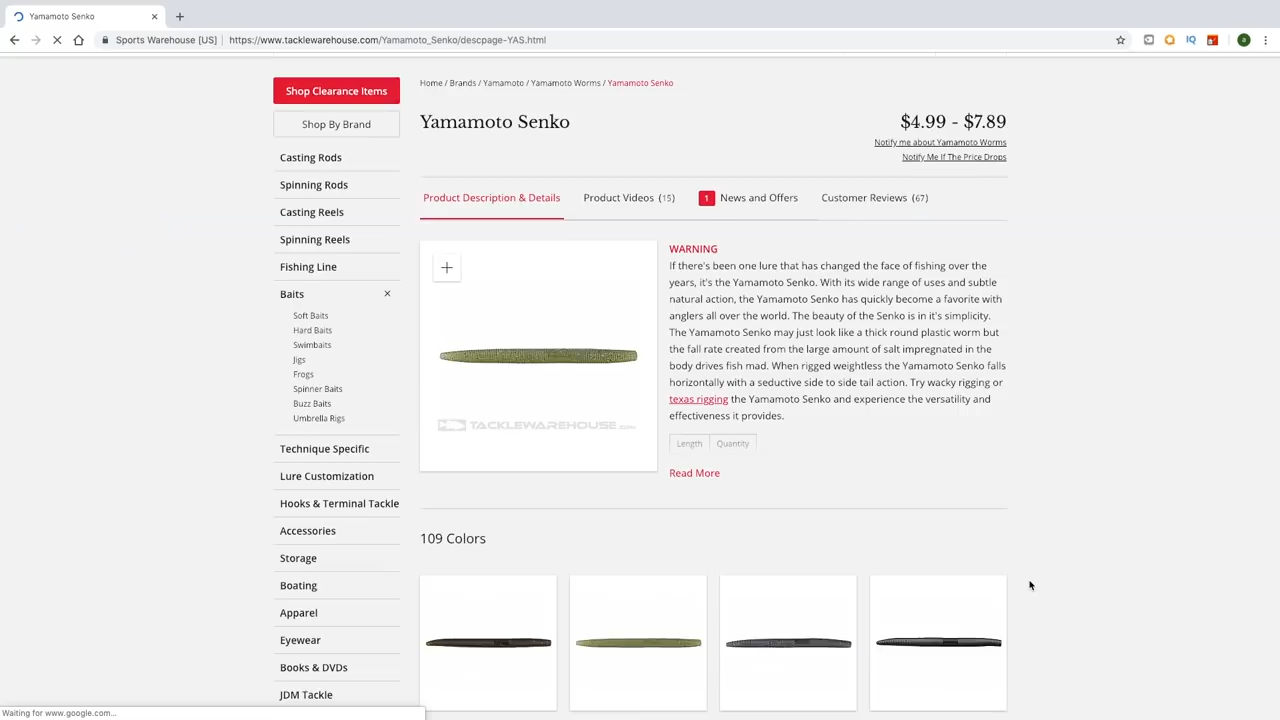 Yamamoto Senko
Sports Warehouse [US]
https://www.tacklewarehouse.com/Yamamoto_Senko/descpage-YAS.html
IQ
a
Shop Clearance Items
Shop By Brand
Casting Rods
Spinning Rods
Casting Reels
Spinning Reels
Fishing Line
Baits
Soft Baits
Hard Baits
Swimbaits
Jigs
Frogs
Spinner Baits
Buzz Baits
Umbrella Rigs
Technique Specific
Lure Customization
Hooks & Terminal Tackle
Accessories
Storage
Boating
Apparel
Eyewear
Books & DVDs
JDM Tackle
Home / Brands / Yamamoto / Yamamoto Worms / Yamamoto Senko
Yamamoto Senko
$4.99 - $7.89
Notify me about Yamamoto Worms
Notify Me If The Price Drops
Product Description & Details
Product Videos (15)
1 News and Offers
Customer Reviews (67)
TACKLEWAREHOUSE.com
WARNING
If there's been one lure that has changed the face of fishing over the
years, it's the Yamamoto Senko. With its wide range of uses and subtle
natural action, the Yamamoto Senko has quickly become a favorite with
anglers all over the world. The beauty of the Senko is in it's simplicity.
The Yamamoto Senko may just look like a thick round plastic worm but
the fall rate created from the large amount of salt impregnated in the
body drives fish mad. When rigged weightless the Yamamoto Senko falls
horizontally with a seductive side to side tail action. Try wacky rigging or
texas rigging the Yamamoto Senko and experience the versatility and
effectiveness it provides.
Length
Quantity
Read More
109 Colors
Waiting for www.google.com...